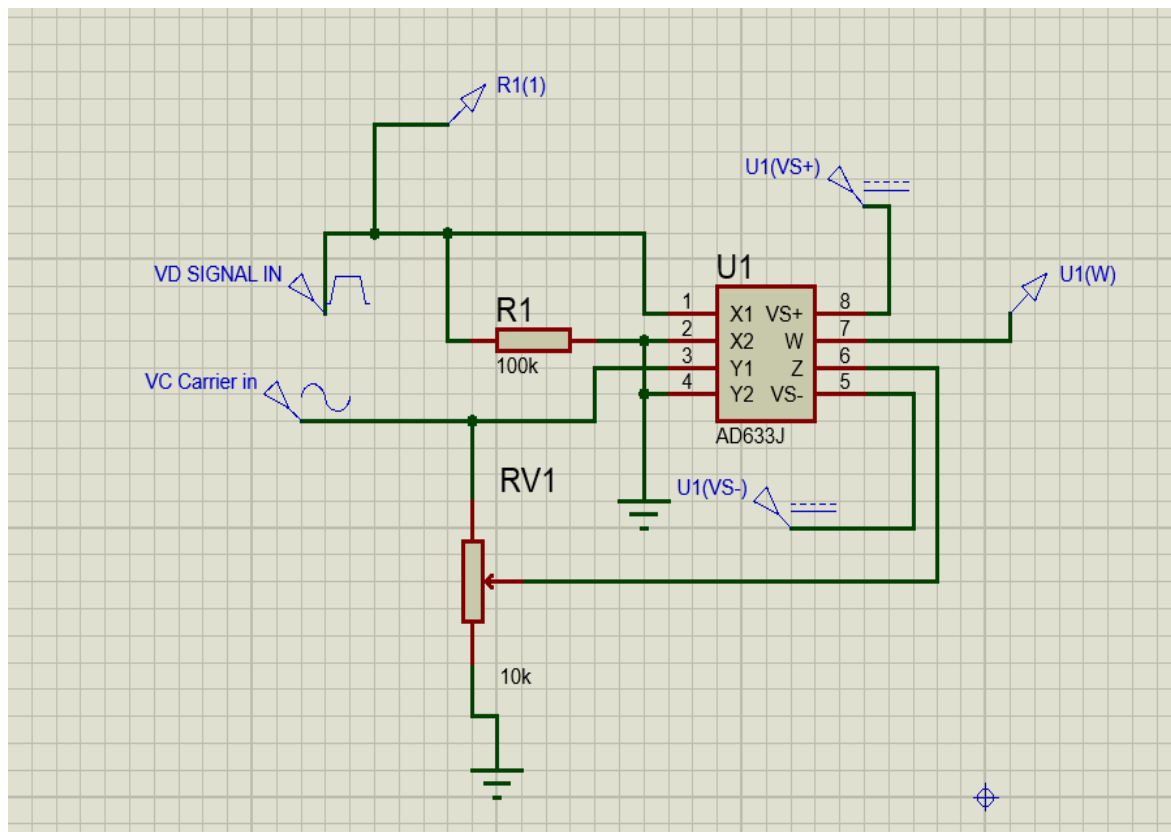 R1(1)
U1(VS+)
VD SIGNAL IN
U1
U1(W)
R1
100k
1 X1 VS+ 8
2 X2 W 7
3 Y1 Z 6
4 Y2 VS- 5
AD633J
VC Carrier in
RV1
U1(VS-)
10k